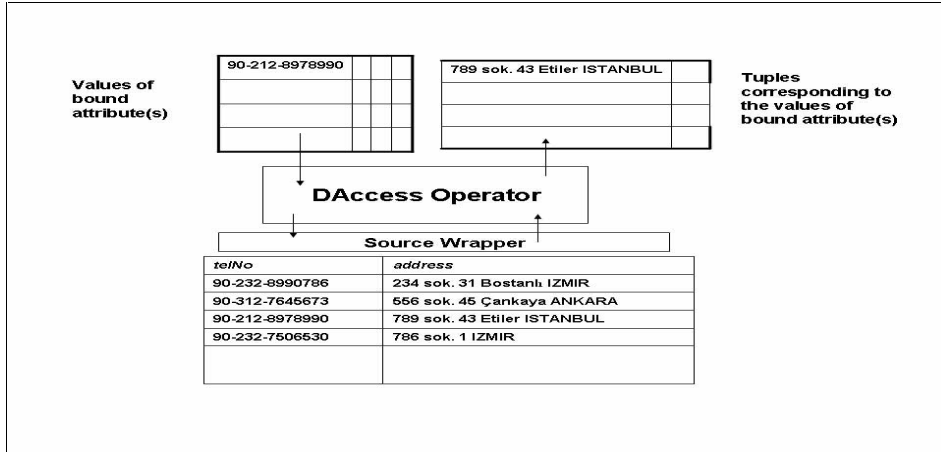 Values of
bound
attribute(s)
90-212-8978990
789 sok. 43 Etiler ISTANBUL
Tuples
corresponding to
the values of
bound attribute(s)
DAccess Operator
Source Wrapper
telNo address
90-232-8990786 234 sok. 31 Bostanlı IZMIR
90-312-7645673 556 sok. 45 Çankaya ANKARA
90-212-8978990 789 sok. 43 Etiler ISTANBUL
90-232-7506530 786 sok. 1 IZMIR